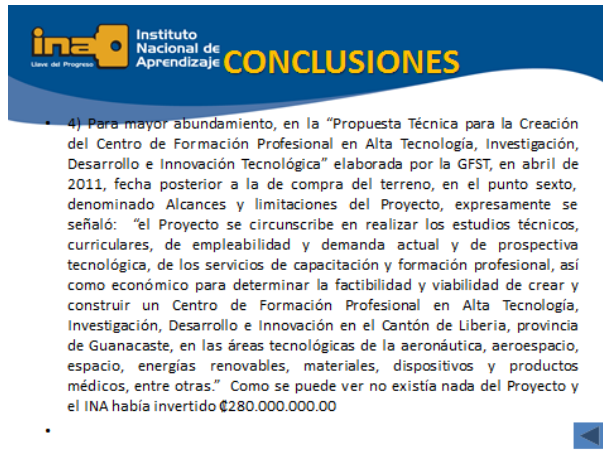 ina
Llave del Progreso
Instituto
Nacional de
Aprendizaje
CONCLUSIONES
• 4) Para mayor abundamiento, en la “Propuesta Técnica para la Creación
del Centro de Formación Profesional en Alta Tecnología, Investigación,
Desarrollo e Innovación Tecnológica” elaborada por la GFST, en abril de
2011, fecha posterior a la de compra del terreno, en el punto sexto,
denominado Alcances y limitaciones del Proyecto, expresamente se
señaló: “el Proyecto se circunscribe en realizar los estudios técnicos,
curriculares, de empleabilidad y demanda actual y de prospectiva
tecnológica, de los servicios de capacitación y formación profesional, así
como económico para determinar la factibilidad y viabilidad de crear y
construir un Centro de Formación Profesional en Alta Tecnología,
Investigación, Desarrollo e Innovación en el Cantón de Liberia, provincia
de Guanacaste, en las áreas tecnológicas de la aeronáutica, aeroespacio,
espacio, energías renovables, materiales, dispositivos y productos
médicos, entre otras.” Como se puede ver no existía nada del Proyecto y
el INA había invertido ₡280.000.000.00
•